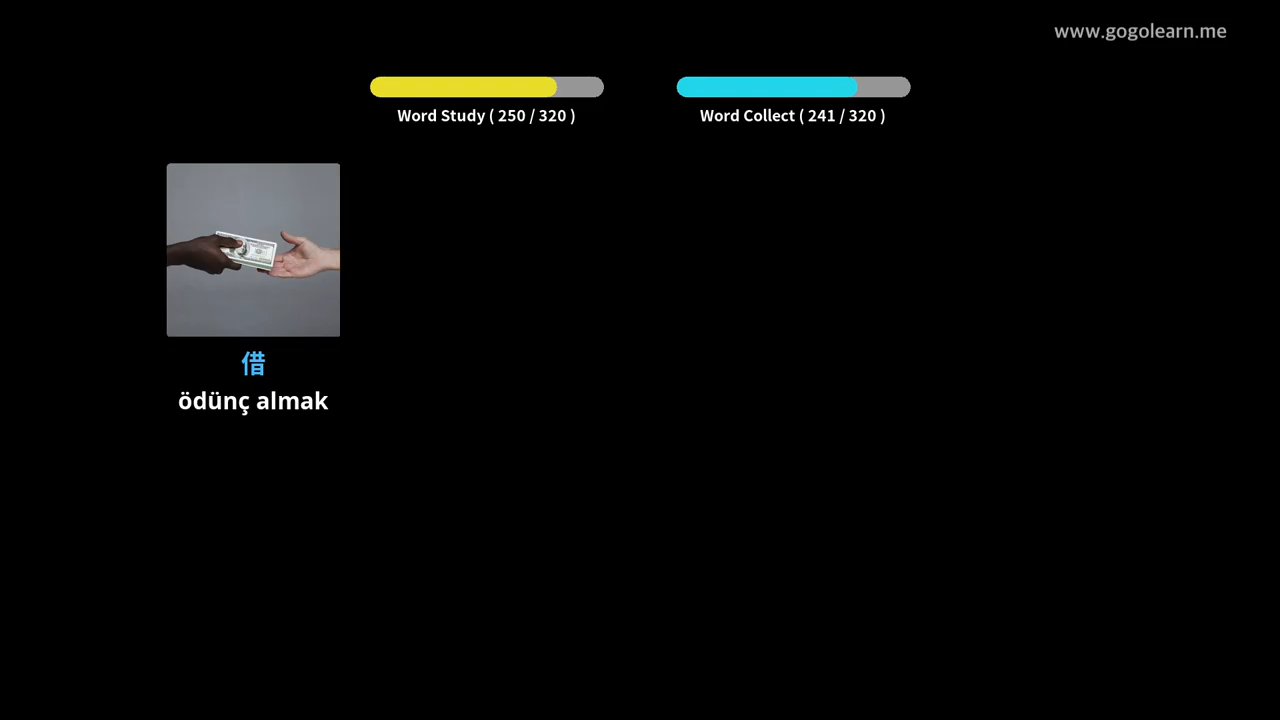 www.gogolearn.me
Word Study ( 250 / 320 )
Word Collect ( 241 / 320 )
借
ödünç almak